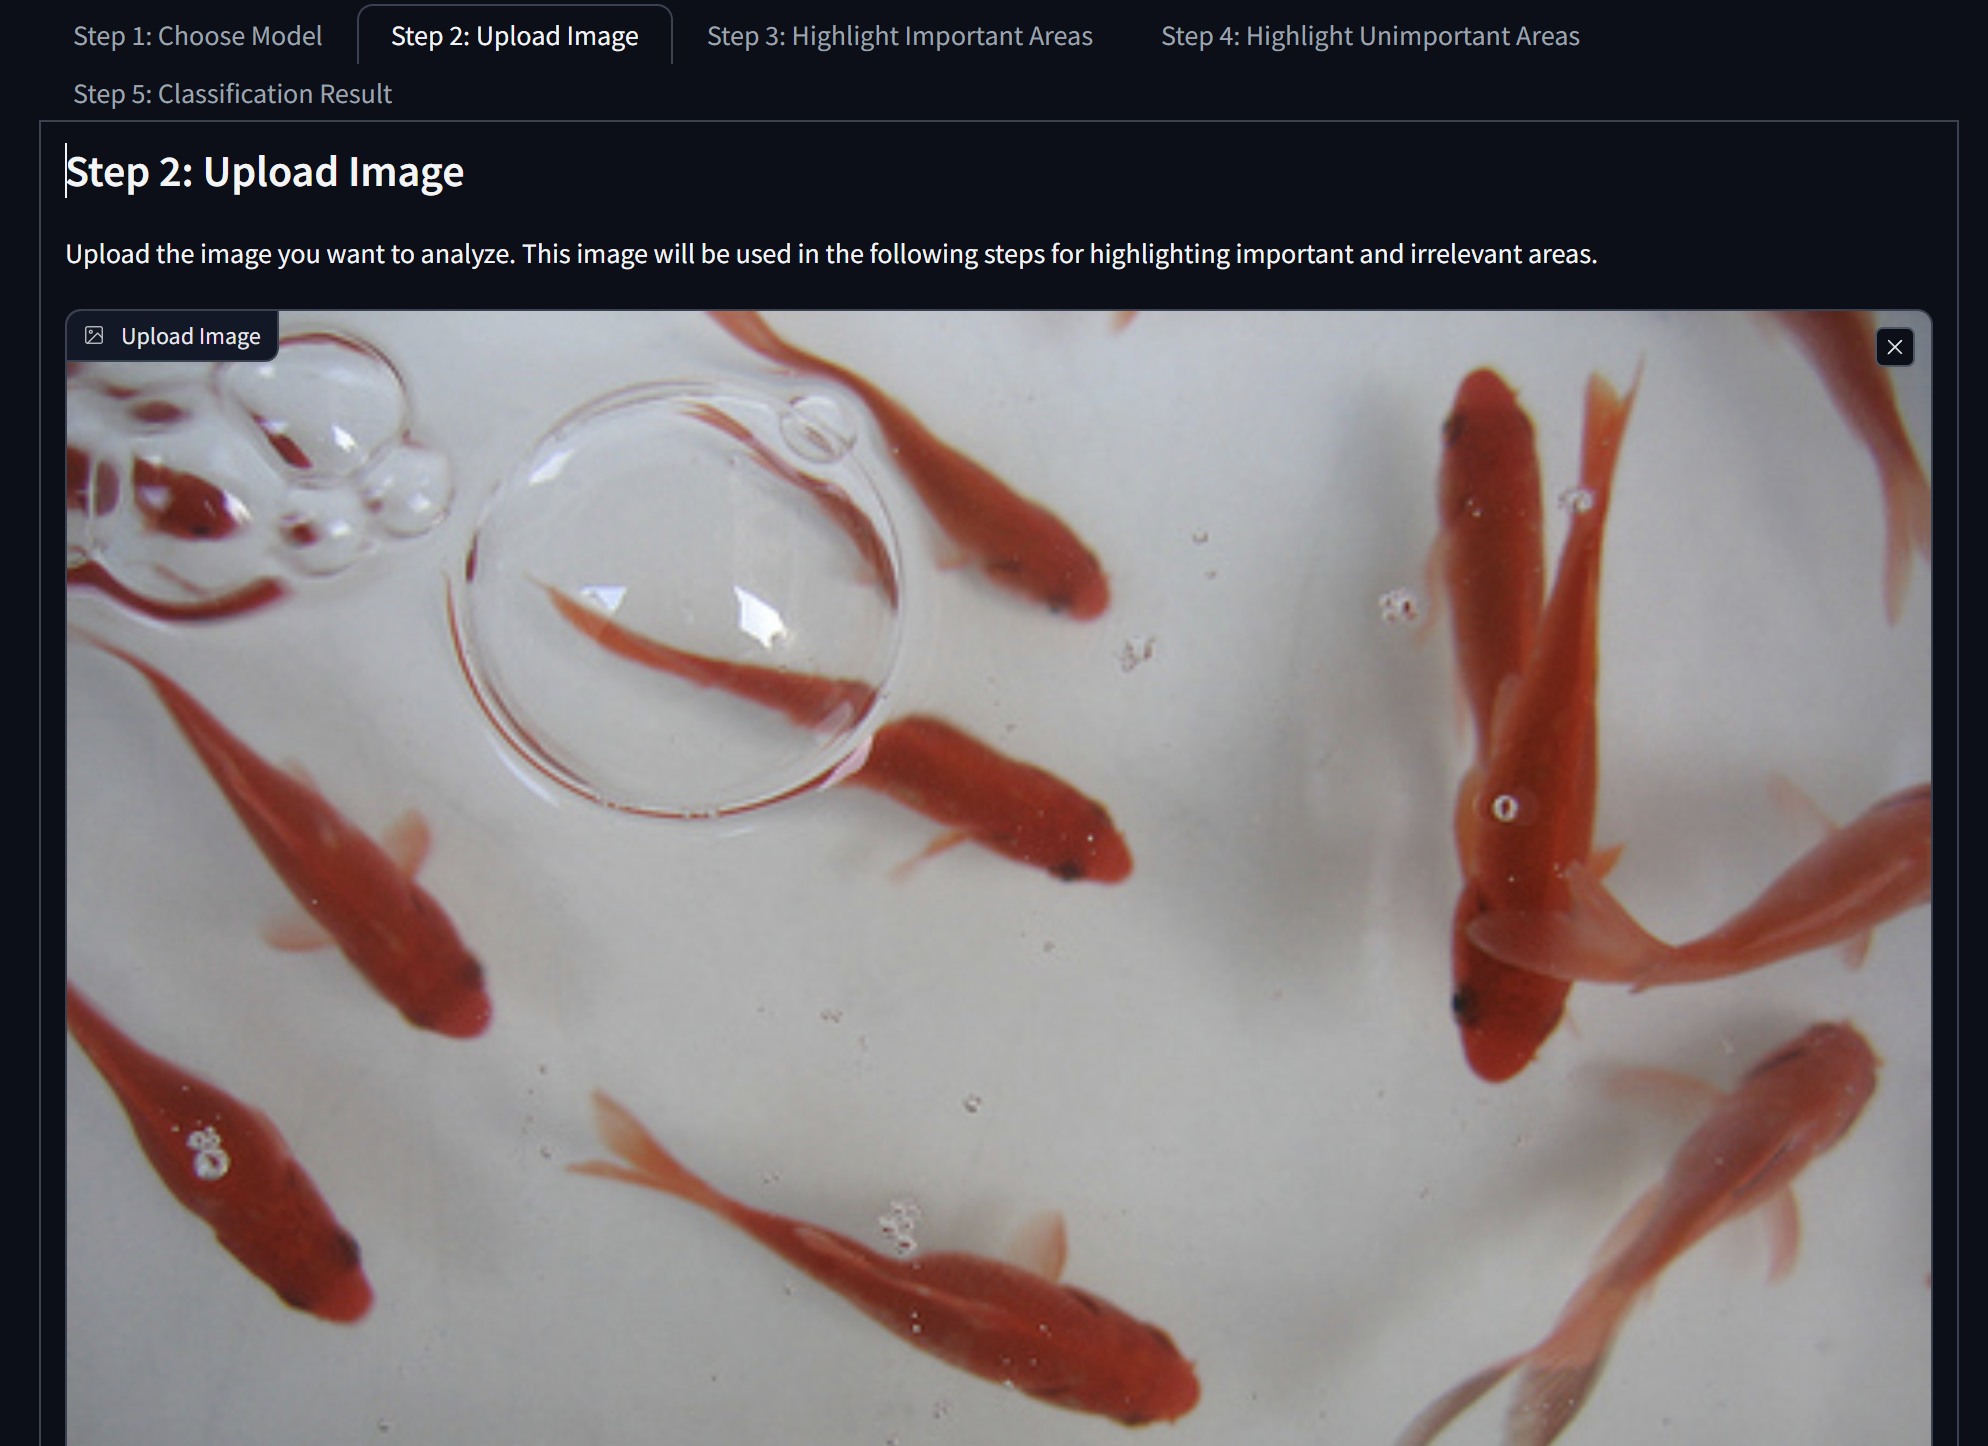 Step 1: Choose Model
Step 2: Upload Image
Step 3: Highlight Important Areas
Step 4: Highlight Unimportant Areas
Step 5: Classification Result
Step 2: Upload Image
Upload the image you want to analyze. This image will be used in the following steps for highlighting important and irrelevant areas.
Upload Image